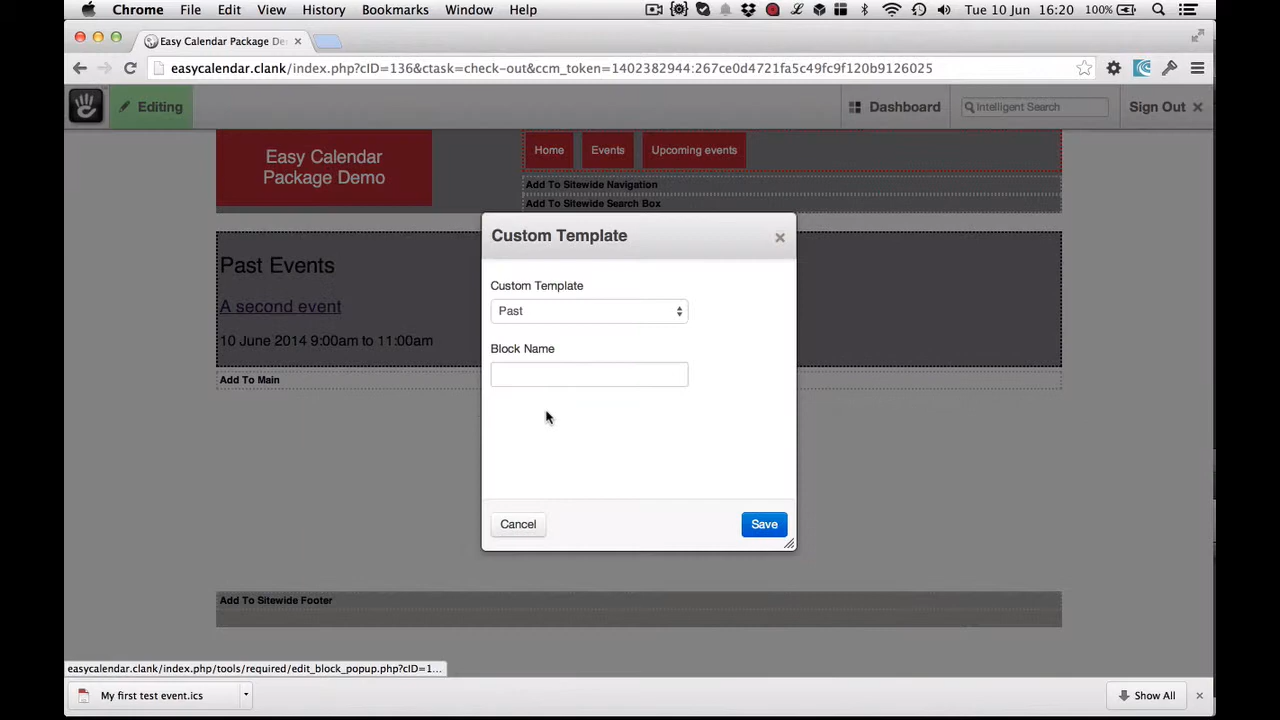 Chrome File Edit View History Bookmarks Window Help Tue 10 Jun 16:20 100%
Easy Calendar Package De
easycalendar.clank/index.php?cID=136&ctask=check-out&ccm_token=1402382944:267ce0d4721fa5c49fc9f120b9126025
Editing Dashboard Intelligent Search Sign Out
Easy Calendar
Package Demo
Home Events Upcoming events
Add To Sitewide Navigation
Add To Sitewide Search Box
Custom Template
Past Events
A second event
10 June 2014 9:00am to 11:00am
Custom Template
Past
Block Name
Add To Main
Cancel Save
Add To Sitewide Footer
easycalendar.clank/index.php/tools/required/edit_block_popup.php?cID=1...
My first test event.ics Show All